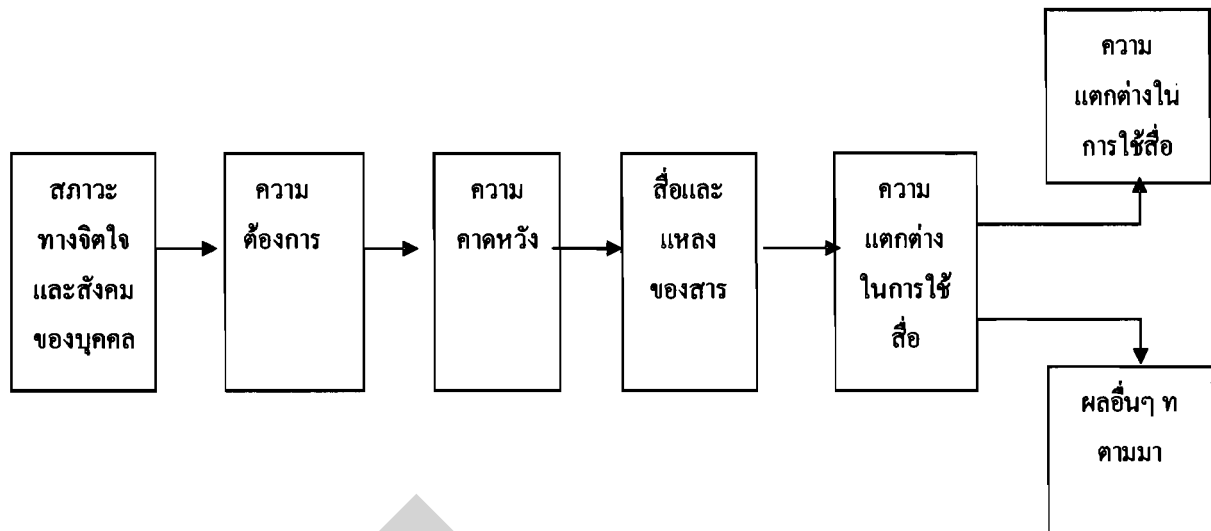 สภาวะ
ทางจิตใจ
และสังคม
ของบุคคล
ความ
ต้องการ
ความ
คาดหวัง
สื่อและ
แหลง
ของสาร
ความ
แตกต่าง
ในการใช้
สื่อ
ความ
แตกต่างใน
การใช้สื่อ
ผลอื่นๆ ท
ตามมา